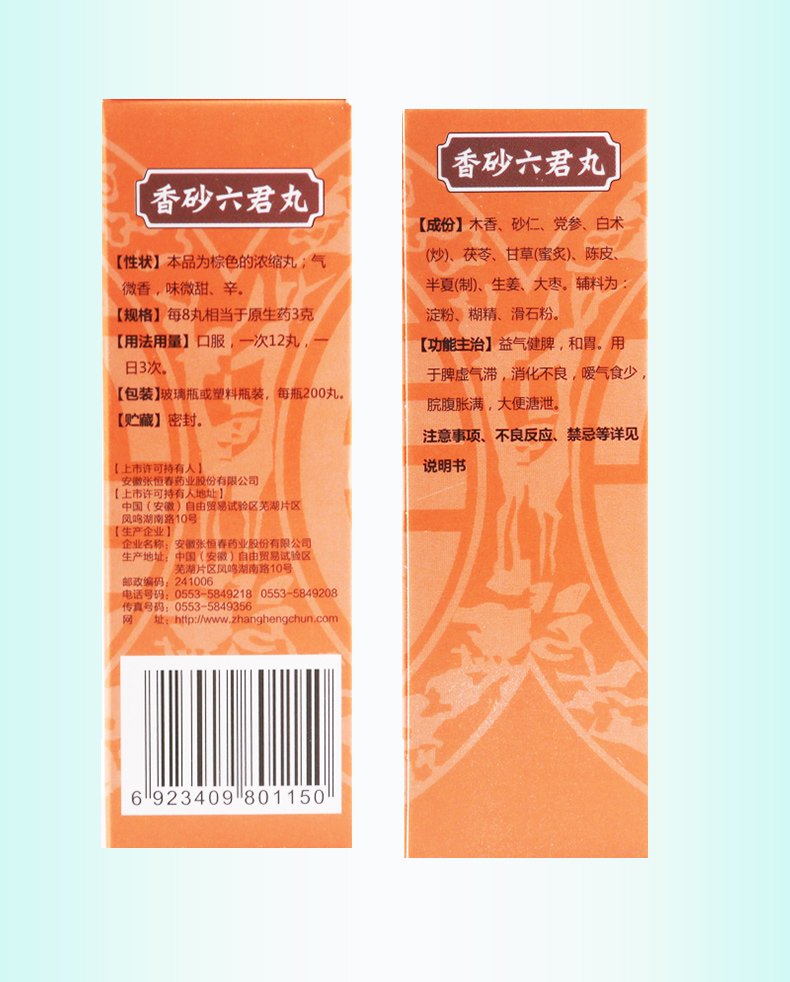 香砂六君丸
【性状】本品为棕色的浓缩丸；气
微香，味微甜、辛。
【规格】每8丸相当于原生药3克
【用法用量】口服，一次12丸，一
日3次。
【包装】玻璃瓶或塑料瓶装，每瓶200丸。
【贮藏】密封。
【上市许可持有人】
安徽张恒春药业股份有限公司
【上市许可持有人地址】
中国（安徽）自由贸易试验区芜湖片区
凤鸣湖南路10号
【生产企业】
企业名称：安徽张恒春药业股份有限公司
生产地址：中国（安徽）自由贸易试验区
芜湖片区凤鸣湖南路10号
邮政编码：241006
电话号码：0553-5849218 0553-5849208
传真号码：0553-5849356
网 址：http://www.zhanghengchun.com
6 923409 801150
香砂六君丸
【成份】木香、砂仁、党参、白术
(炒)、茯苓、甘草(蜜炙)、陈皮、
半夏(制)、生姜、大枣。辅料为：
淀粉、糊精、滑石粉。
【功能主治】益气健脾，和胃。用
于脾虚气滞，消化不良，嗳气食少，
脘腹胀满，大便溏泄。
注意事项、不良反应、禁忌等详见
说明书